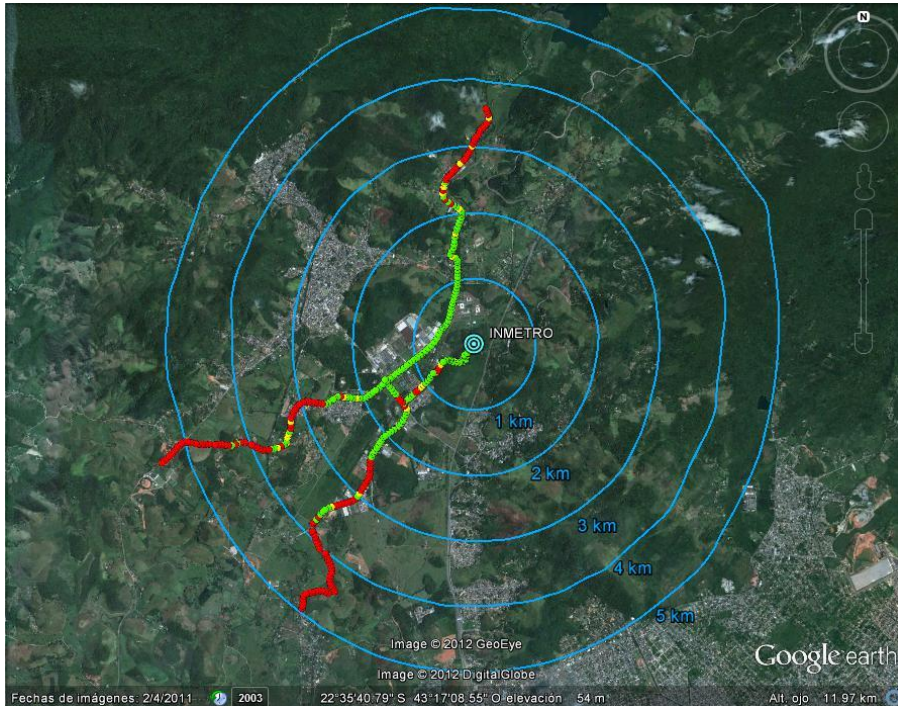 N
INMETRO
1 km
2 km
3 km
4 km
5 km
Image © 2012 GeoEye
Image © 2012 DigitalGlobe
Google earth
Fechas de imágenes: 2/4/2011 2003 22°35'40.79" S 43°17'08.55" O elevación 54 m Alt. ojo 11.97 km